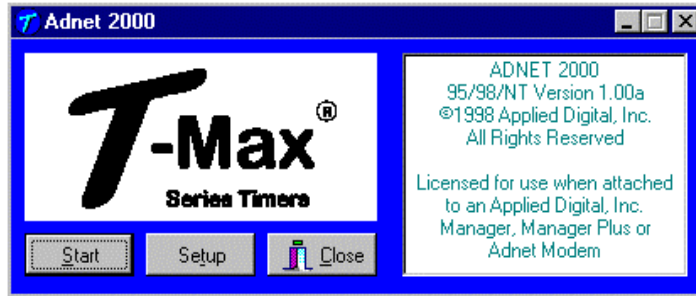 Adnet 2000
T-Max®
Series Timers
Start
Setup
Close
ADNET 2000
95/98/NT Version 1.00a
©1998 Applied Digital, Inc.
All Rights Reserved
Licensed for use when attached
to an Applied Digital, Inc.
Manager, Manager Plus or
Adnet Modem